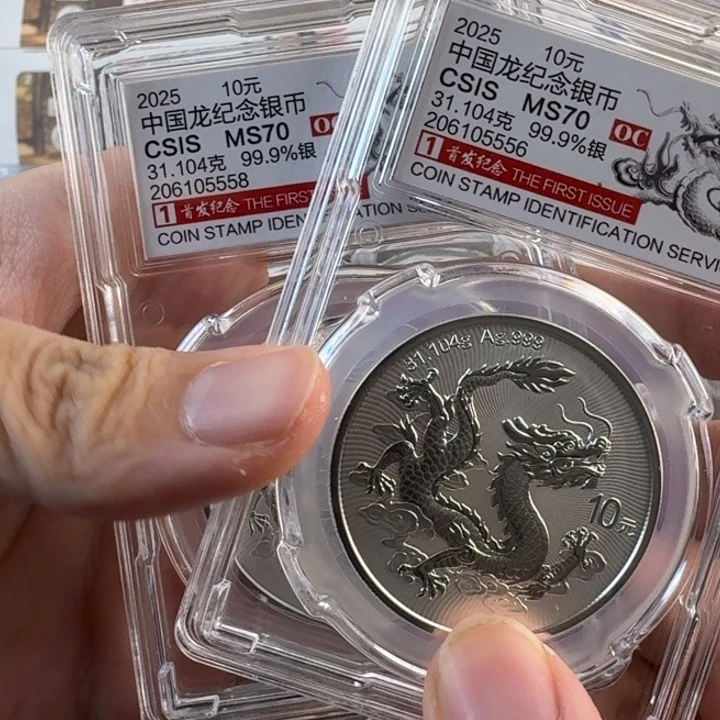 2025 10元
中国龙纪念银币
CSIS MS70
OC
31.104克 99.9%银
206105558
1 首发纪念 THE FIRST
COIN STAMP IDENTIFICATION
2025 10元
中国龙纪念银币
CSIS MS70
OC
31.104克 99.9%银
206105556
1 首发纪念 THE FIRST ISSUE
COIN STAMP IDENTIFICATION SERVI
31.104g Ag.999
10元